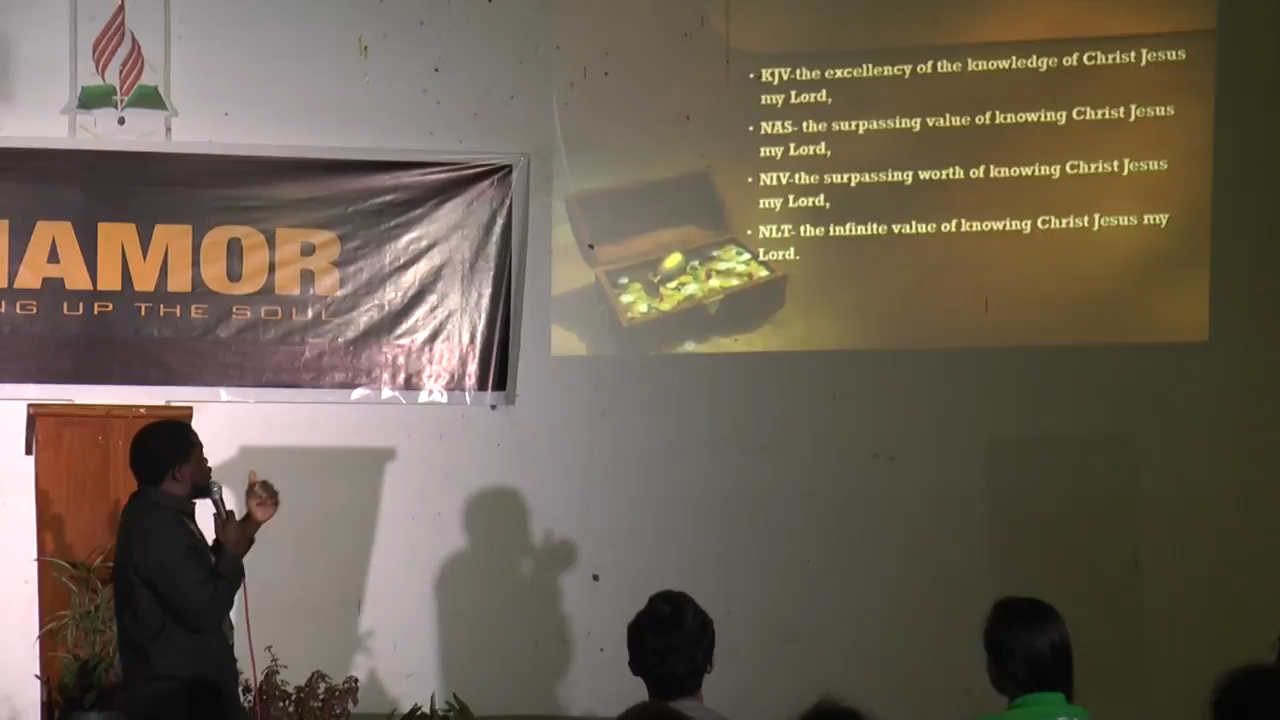 • KJV-the excellency of the knowledge of Christ Jesus
my Lord,
• NAS- the surpassing value of knowing Christ Jesus
my Lord,
• NIV-the surpassing worth of knowing Christ Jesus
my Lord,
• NLT- the infinite value of knowing Christ Jesus my
Lord.
AMOR
NG UP THE SOUL